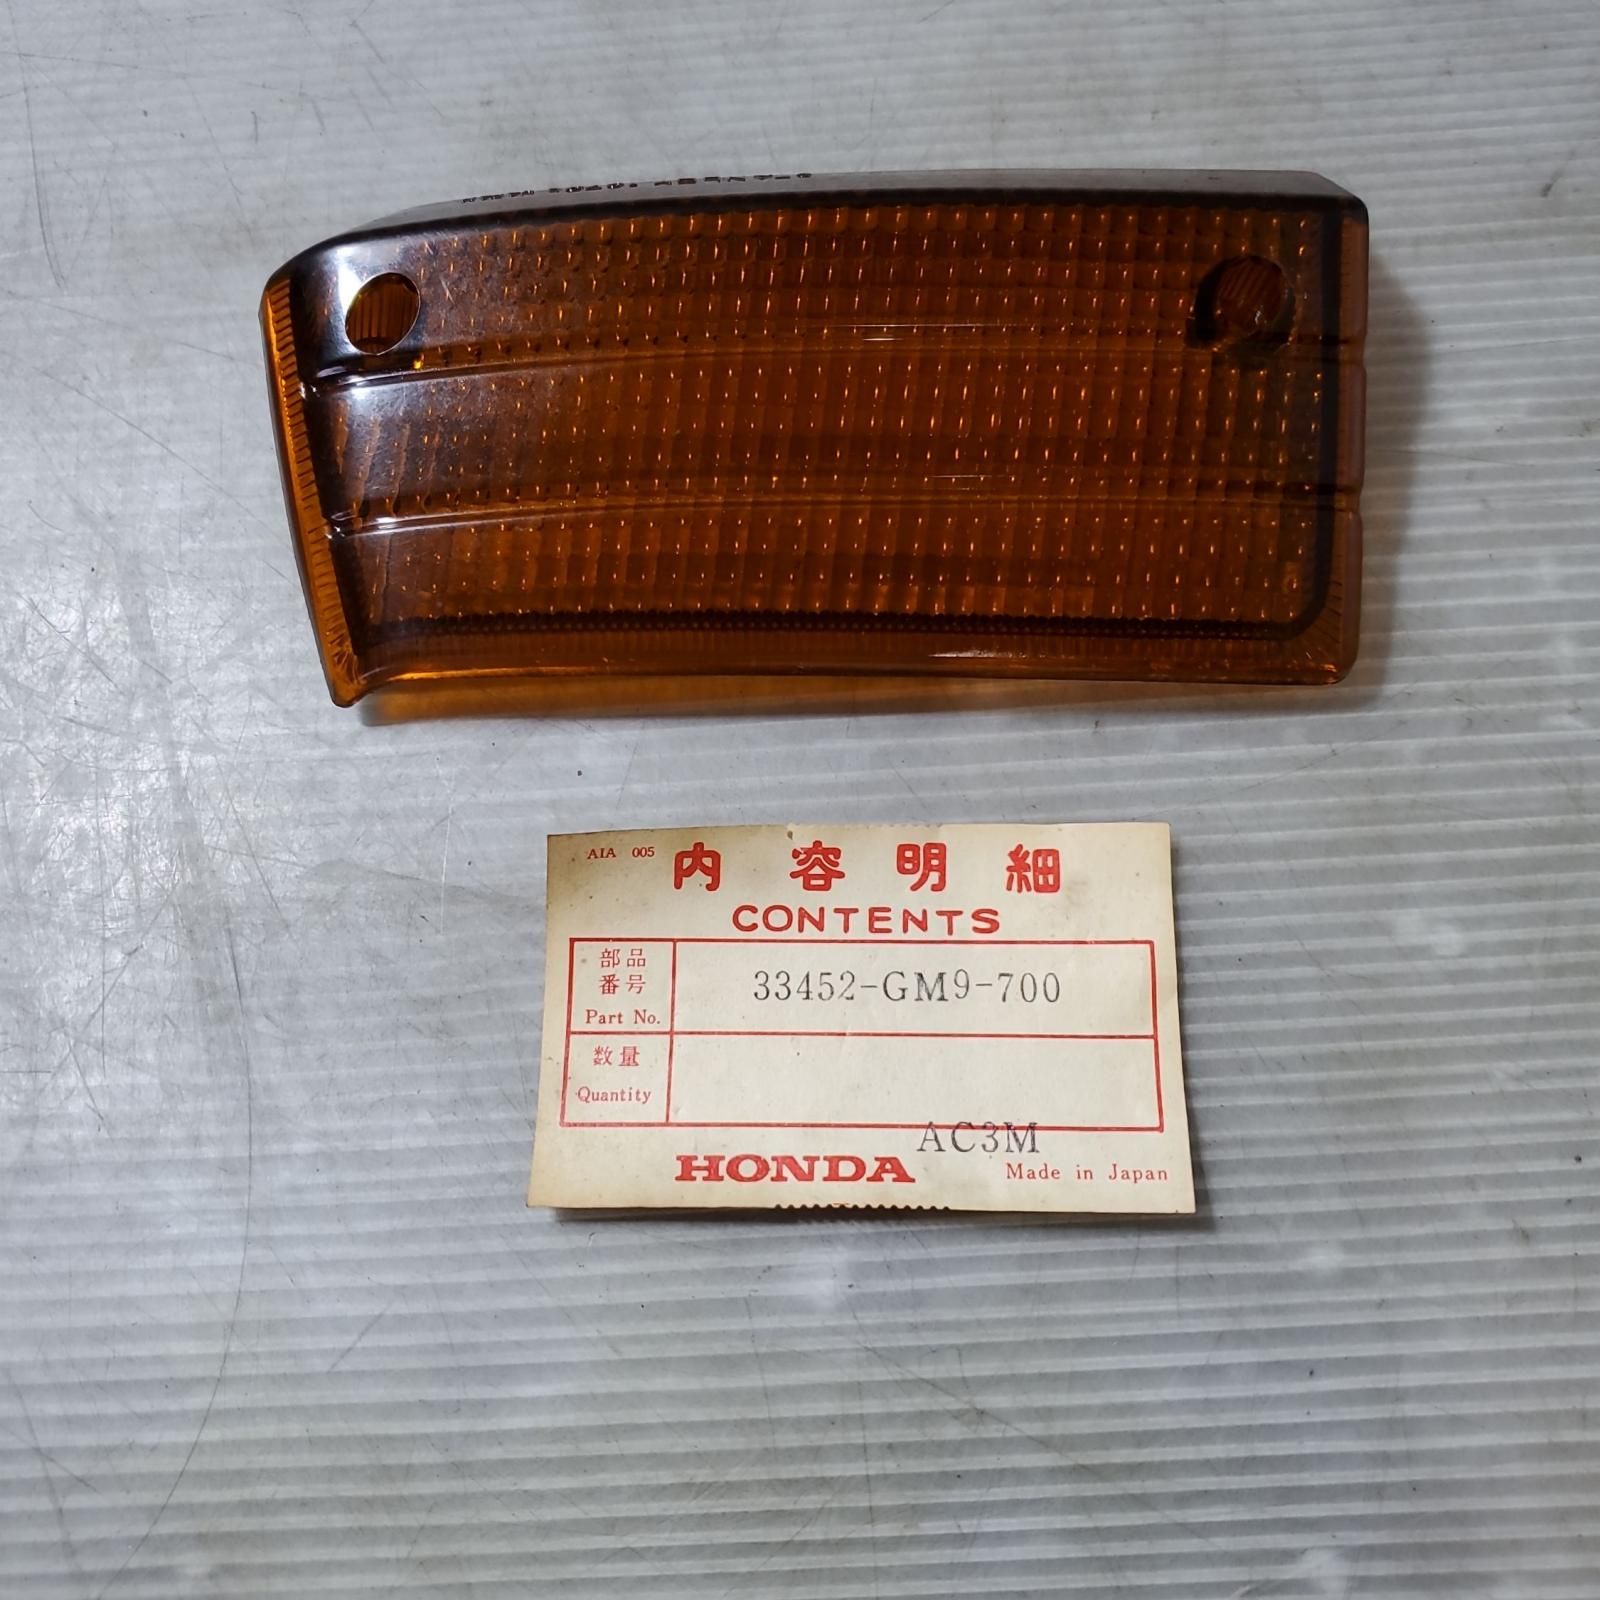 AIA 005 内容明細
CONTENTS
部品
番号
Part No.
33452-GM9-700
数量
Quantity
AC3M
HONDA
Made in Japan